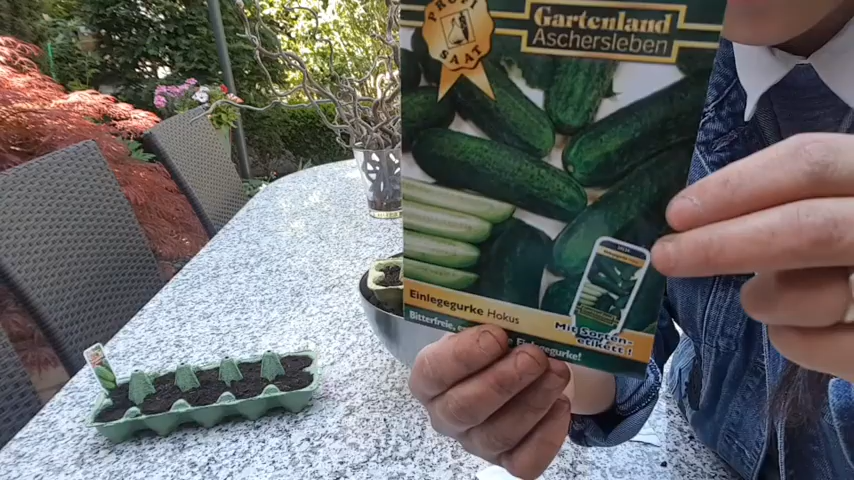 PROFI
SAAT
Gartenland
Aschersleben
Einlegegurke Hokus
Bitterfreie,
Mit Sorten-
etikett
Einlegegurke!